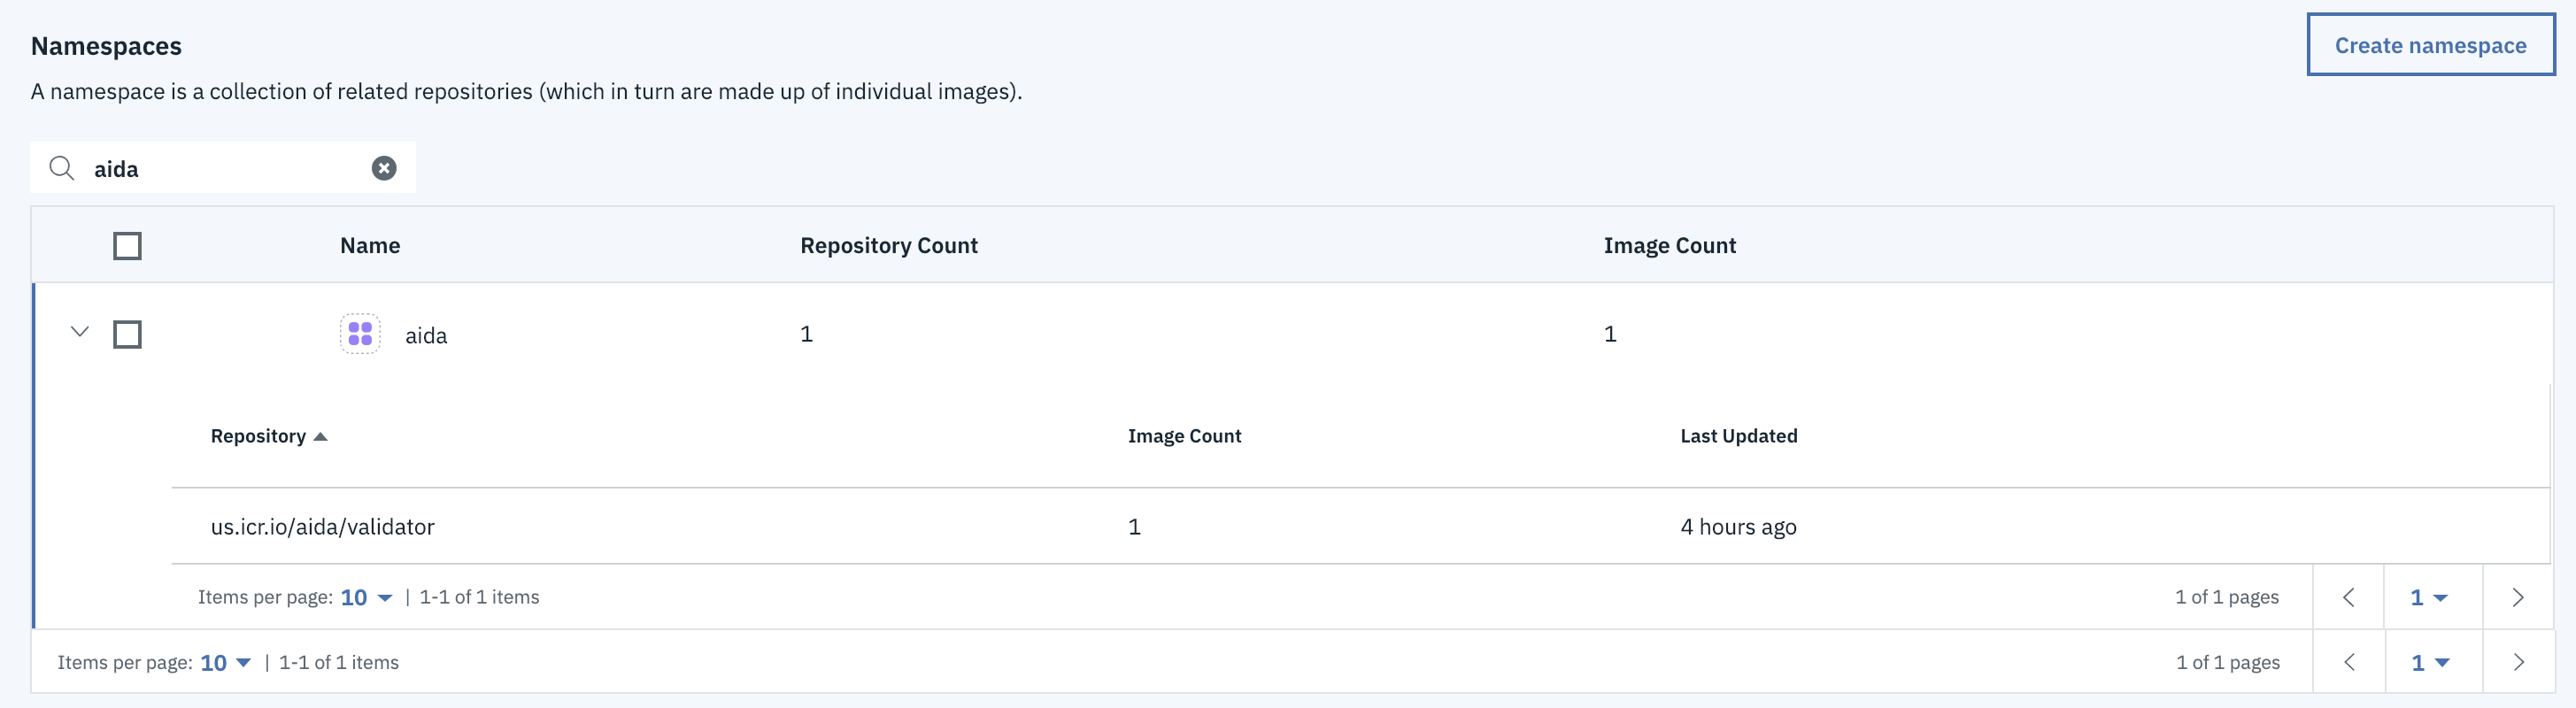 Namespaces
Create namespace
A namespace is a collection of related repositories (which in turn are made up of individual images).
aida
Name Repository Count Image Count
aida 1 1
Repository Image Count Last Updated
us.icr.io/aida/validator 1 4 hours ago
Items per page: 10 | 1-1 of 1 items 1 of 1 pages 1
Items per page: 10 | 1-1 of 1 items 1 of 1 pages 1